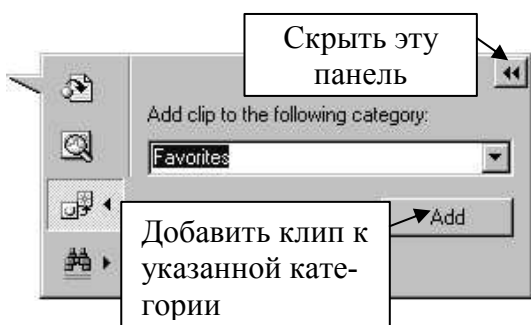 Скрыть эту
панель
Add clip to the following category:
Favorites
Add
Добавить клип к
указанной кате-
гории